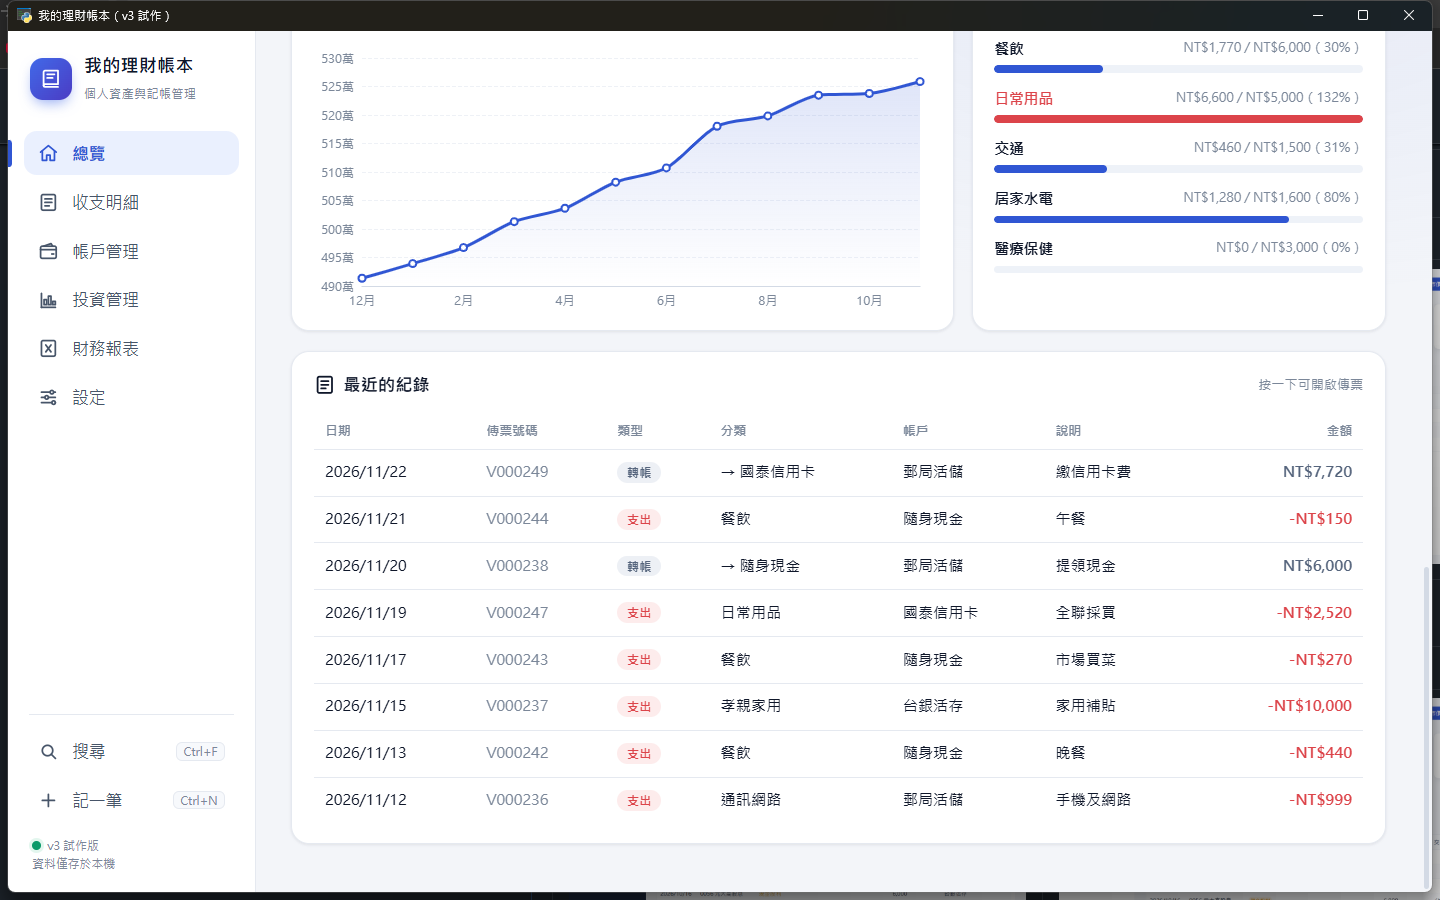 我的理財帳本 ( v3 試作 )
我的理財帳本
個人資產與記帳管理
總覽
收支明細
帳戶管理
投資管理
財務報表
設定
搜尋 Ctrl+F
記一筆 Ctrl+N
v3 試作版
資料僅存於本機
530萬
525萬
520萬
515萬
510萬
505萬
500萬
495萬
490萬
12月 2月 4月 6月 8月 10月
餐飲 NT$1,770 / NT$6,000 ( 30% )
日常用品 NT$6,600 / NT$5,000 ( 132% )
交通 NT$460 / NT$1,500 ( 31% )
居家水電 NT$1,280 / NT$1,600 ( 80% )
醫療保健 NT$0 / NT$3,000 ( 0% )
最近的紀錄 按一下可開啟傳票
日期 傳票號碼 類型 分類 帳戶 說明 金額
2026/11/22 V000249 轉帳 → 國泰信用卡 郵局活儲 繳信用卡費 NT$7,720
2026/11/21 V000244 支出 餐飲 隨身現金 午餐 -NT$150
2026/11/20 V000238 轉帳 → 隨身現金 郵局活儲 提領現金 NT$6,000
2026/11/19 V000247 支出 日常用品 國泰信用卡 全聯採買 -NT$2,520
2026/11/17 V000243 支出 餐飲 隨身現金 市場買菜 -NT$270
2026/11/15 V000237 支出 孝親家用 台銀活存 家用補貼 -NT$10,000
2026/11/13 V000242 支出 餐飲 隨身現金 晚餐 -NT$440
2026/11/12 V000236 支出 通訊網路 郵局活儲 手機及網路 -NT$999